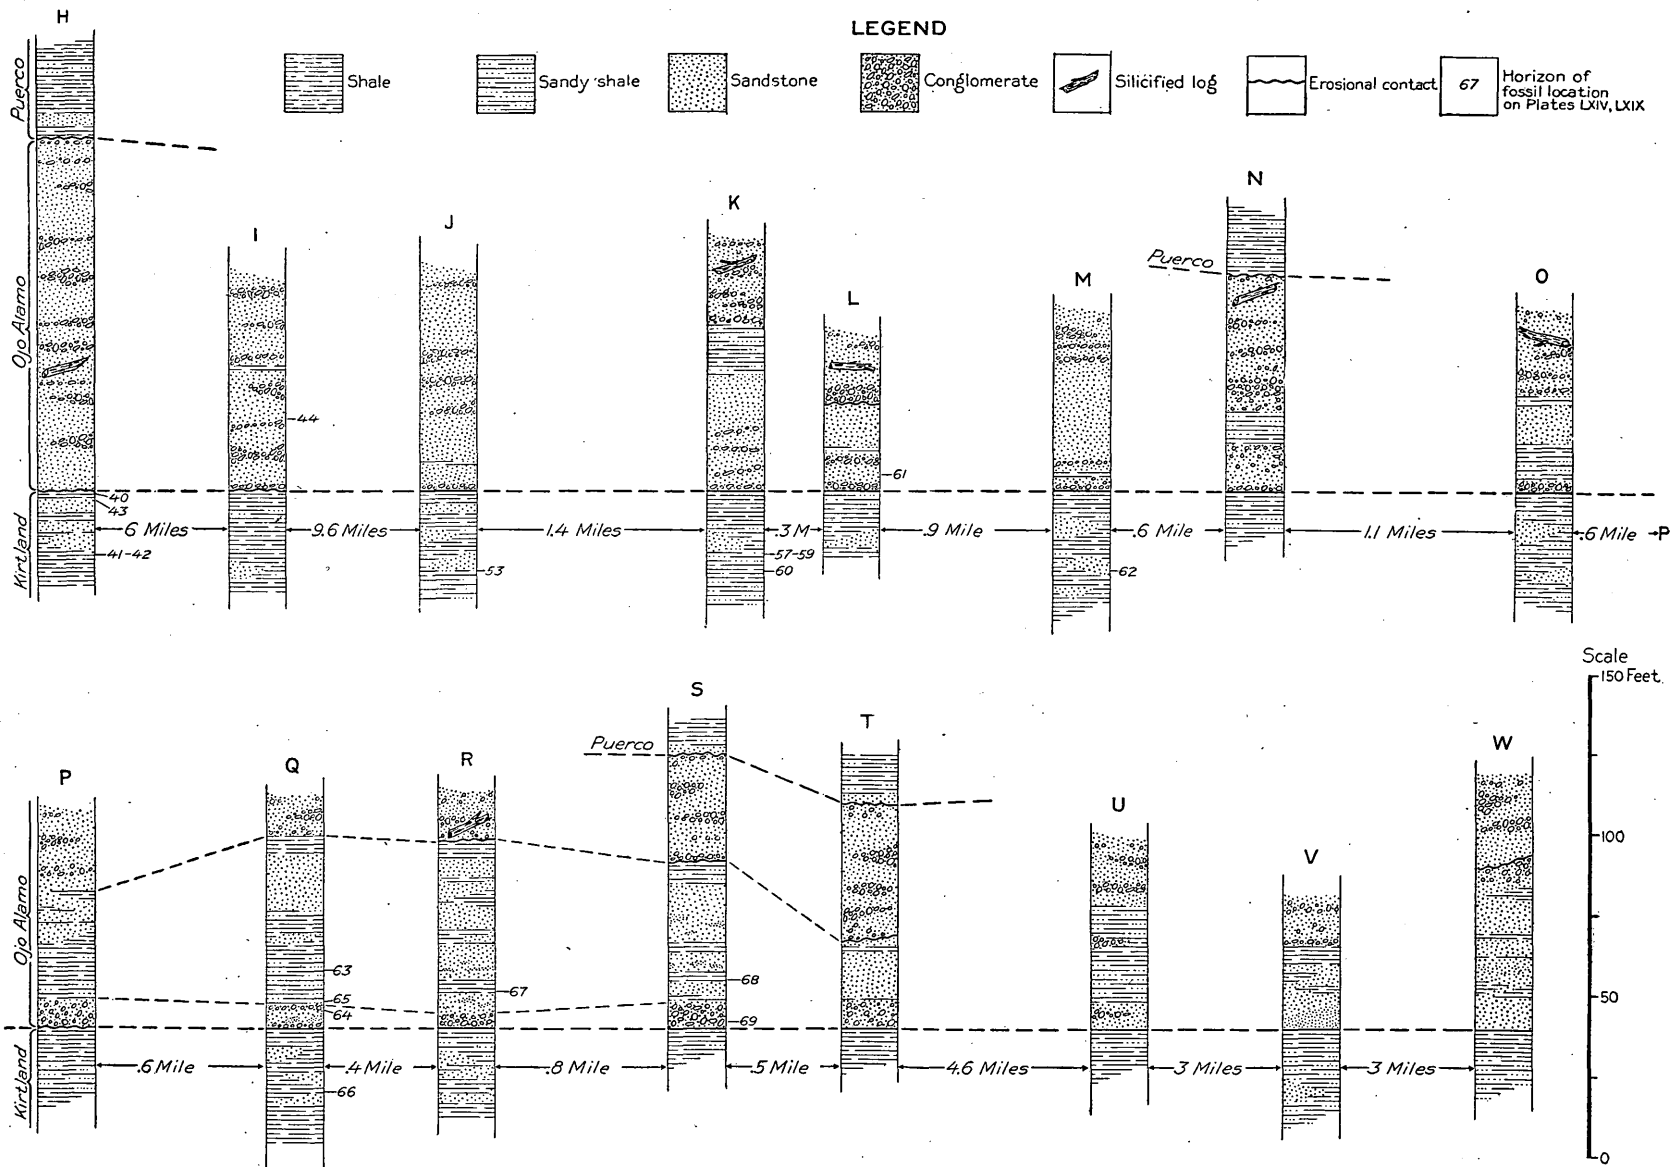 LEGEND
Shale
Sandy shale
Sandstone
Conglomerate
Silicified log
Erosional contact
67
Horizon of
fossil location
on Plates LXIV, LXIX
H
I
J
K
L
M
N
O
Puerco
Ojo Alamo
Kirtland
Puerco
44
61
40
43
41-42
53
57-59
60
62
6 Miles
9.6 Miles
1.4 Miles
.3 M
.9 Mile
.6 Mile
1.1 Miles
.6 Mile
P
Scale
150 Feet
100
50
0
P
Q
R
S
T
U
V
W
Puerco
Ojo Alamo
Kirtland
63
65
64
66
67
68
69
.6 Mile
.4 Mile
.8 Mile
.5 Mile
4.6 Miles
3 Miles
3 Miles